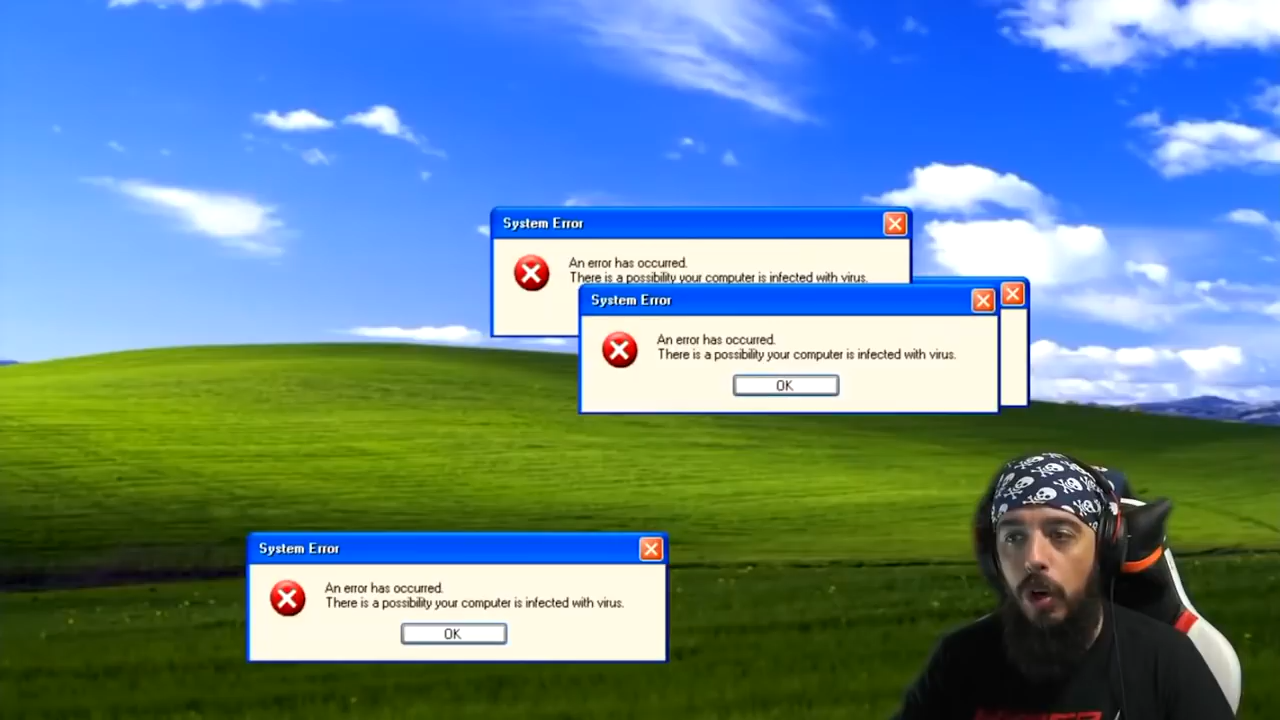 System Error
An error has occurred.
There is a possibility your computer is infected with virus.
System Error
An error has occurred.
There is a possibility your computer is infected with virus.
OK
System Error
An error has occurred.
There is a possibility your computer is infected with virus.
OK